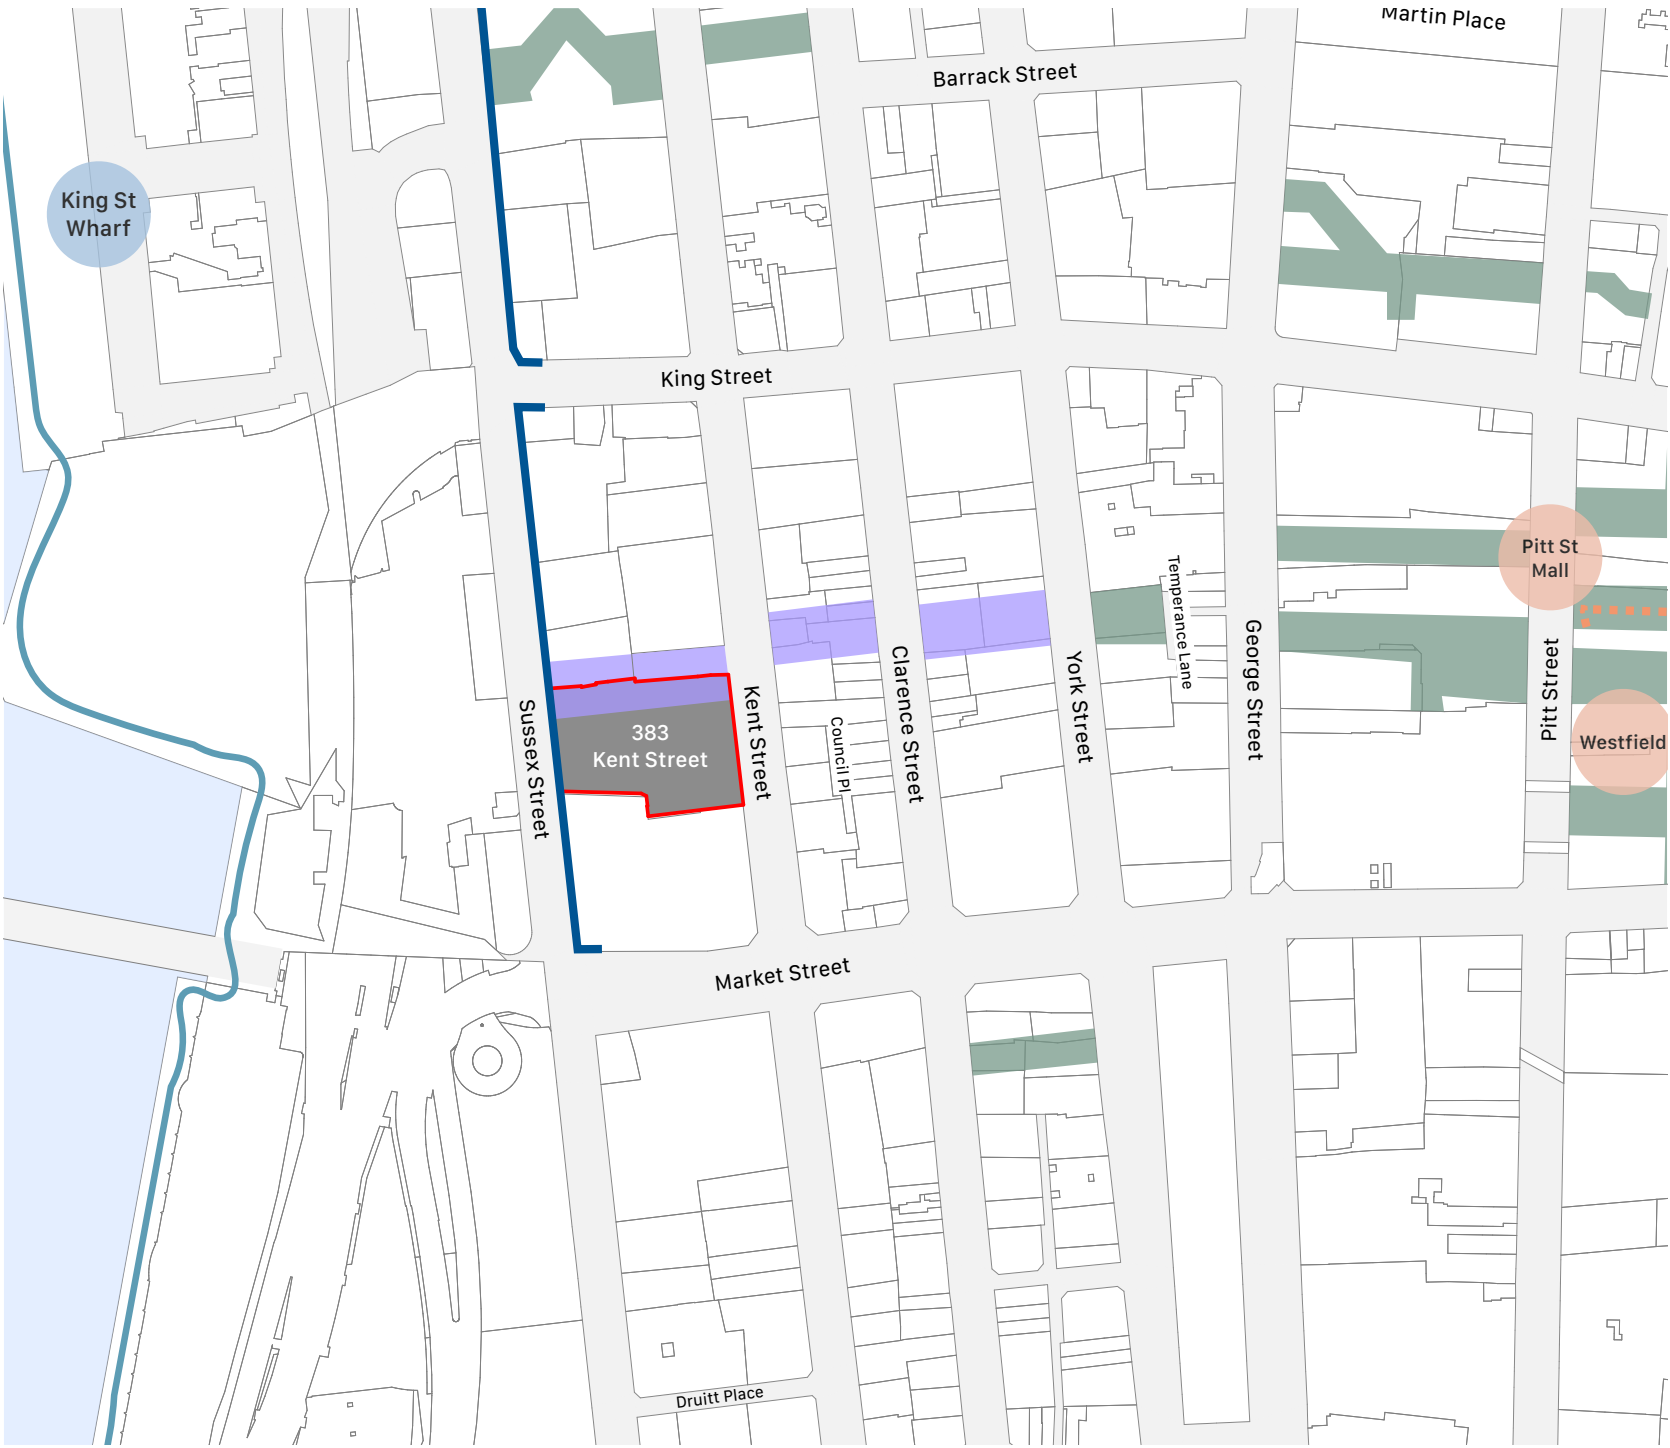 Martin Place
Barrack Street
King St
Wharf
King Street
Pitt St
Mall
Temperance Lane
George Street
Pitt Street
Clarence Street
York Street
Sussex Street
Kent Street
383
Kent Street
Council Pl
Westfield
Market Street
Druitt Place